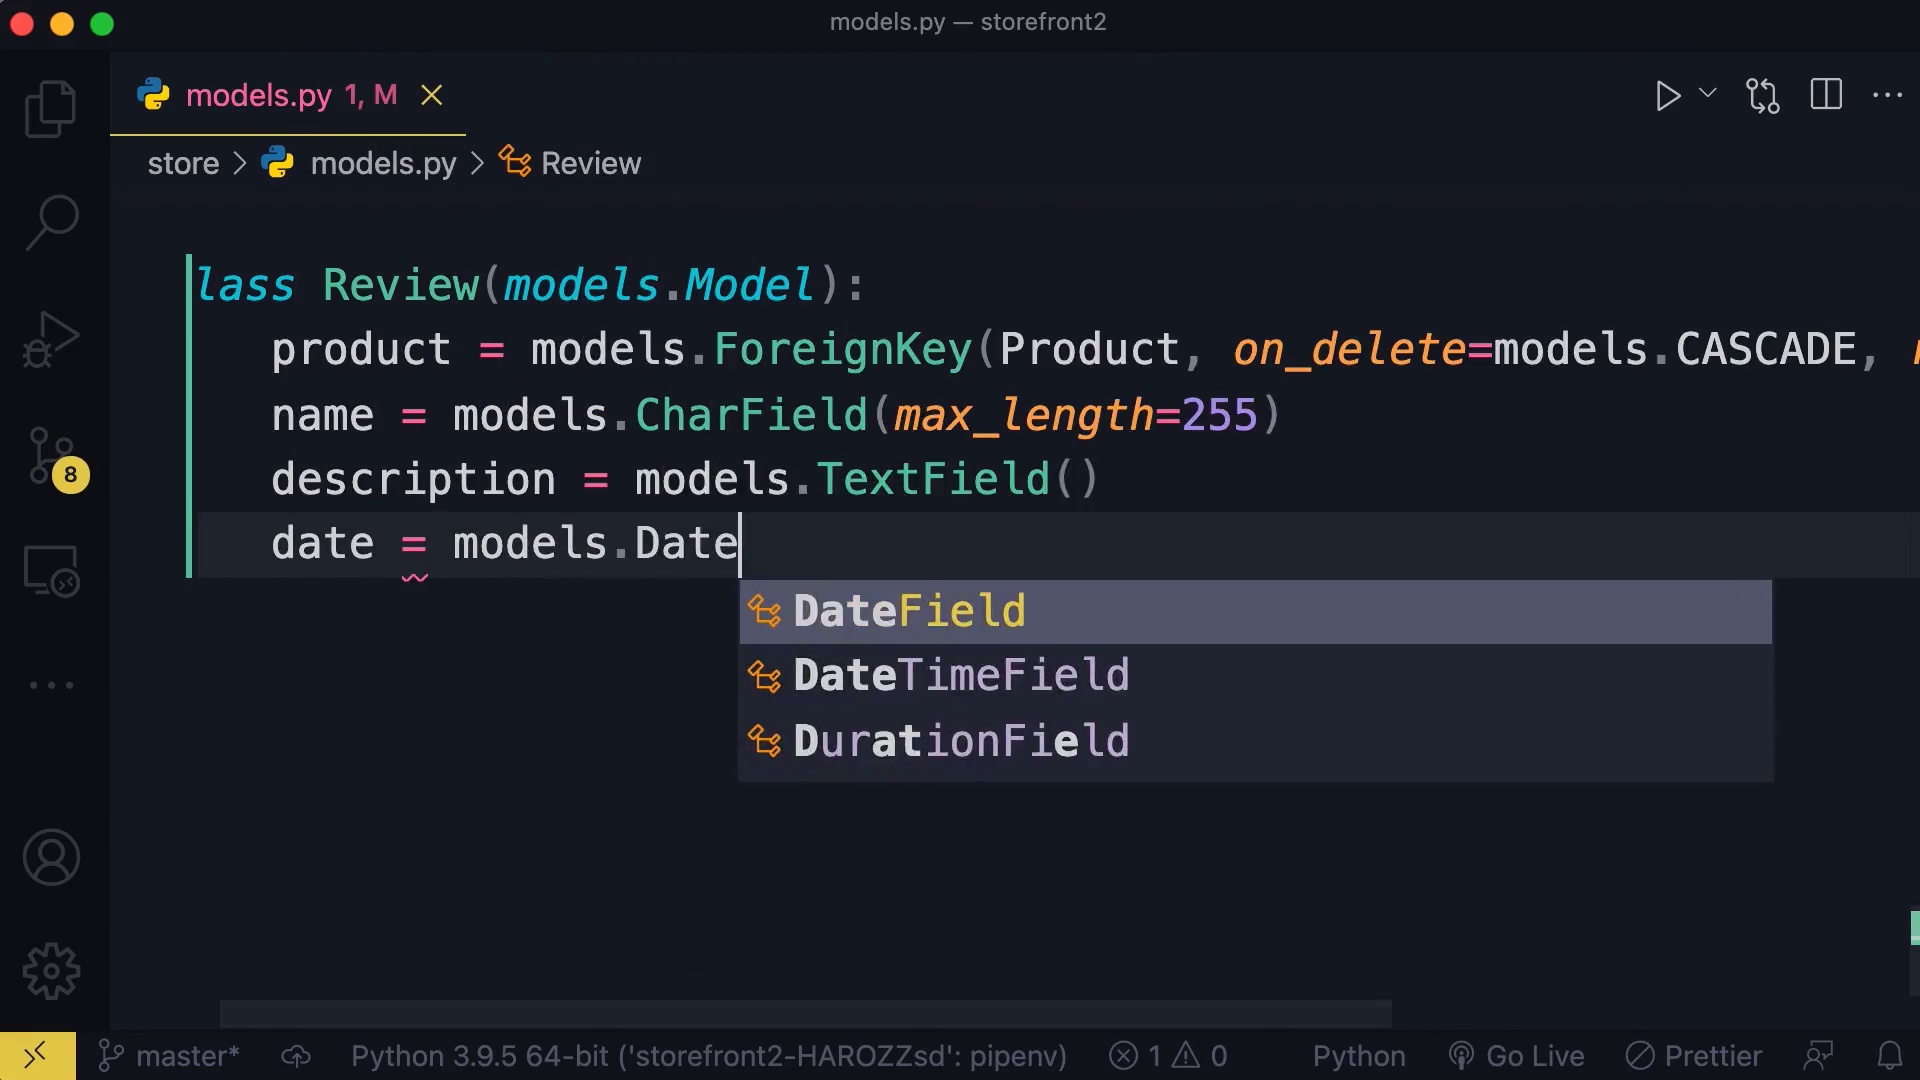 models.py — storefront2
models.py 1, M
store > models.py > Review
lass Review(models.Model):
product = models.ForeignKey(Product, on_delete=models.CASCADE,
name = models.CharField(max_length=255)
description = models.TextField()
date = models.Date
DateField
DateTimeField
DurationField
8
master* Python 3.9.5 64-bit ('storefront2-HAROZZsd': pipenv) 1 0 Python Go Live Prettier